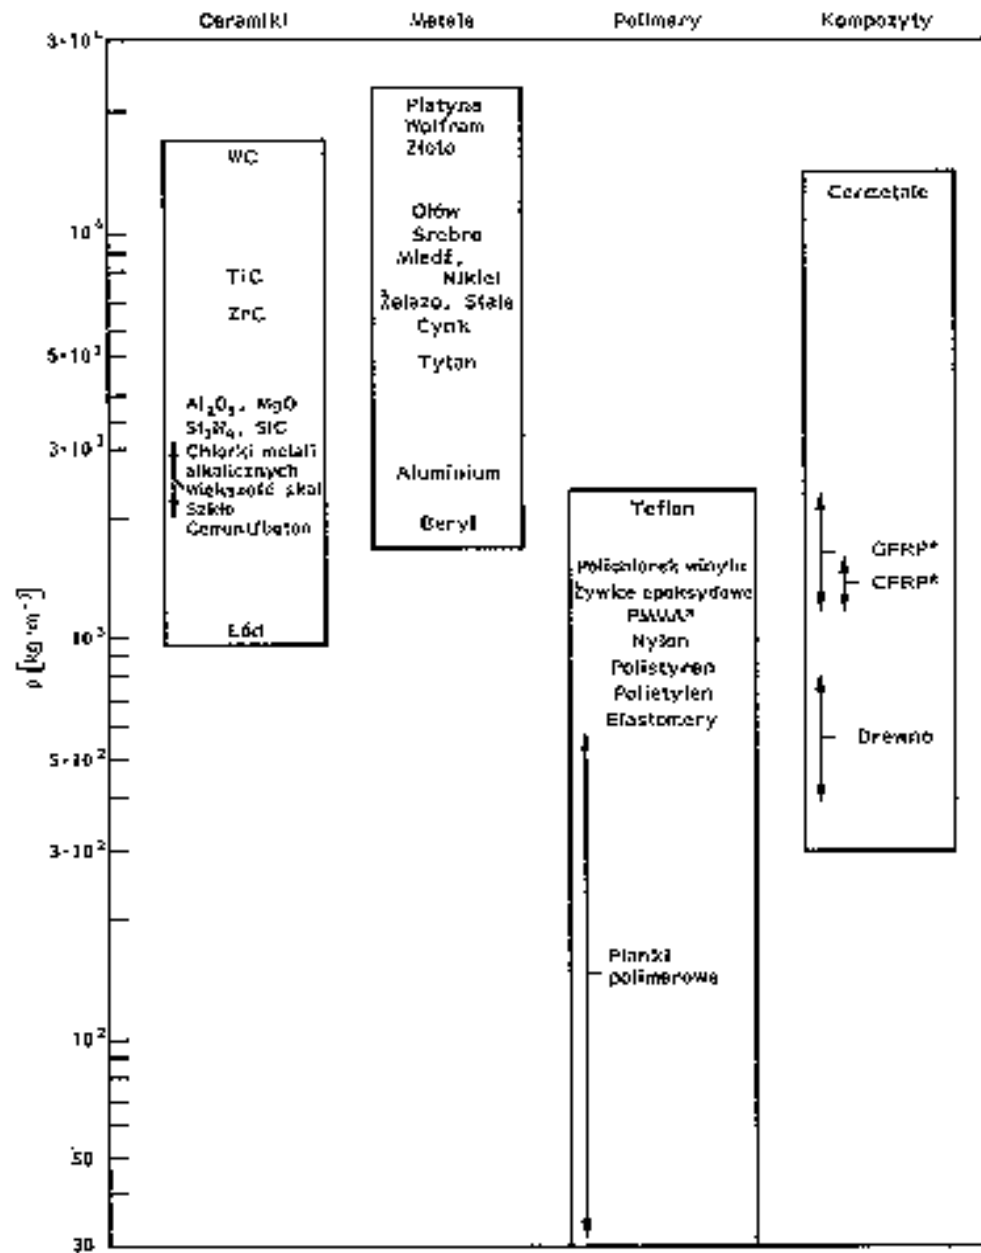 Ceramiki
Metale
Polimery
Kompozyty
3·10⁴
10⁴
5·10³
3·10³
10³
5·10²
3·10²
10²
50
30
ρ [kg·m⁻³]
WC
TiC
ZrC
Al₂O₃, MgO
Si₃N₄, SiC
Chlorki metali
alkalicznych
Większość skał
Szkło
Cement/beton
Lód
Platyna
Wolfram
Złoto
Ołów
Srebro
Miedź,
Nikiel
Żelazo, Stale
Cynk
Tytan
Aluminium
Beryl
Teflon
Polichlorek winylu
Żywice epoksydowe
PMMA*
Nylon
Polistyren
Polietylen
Elastomery
Pianki
polimerowe
Cermetale
GFRP*
CFRP*
Drewno